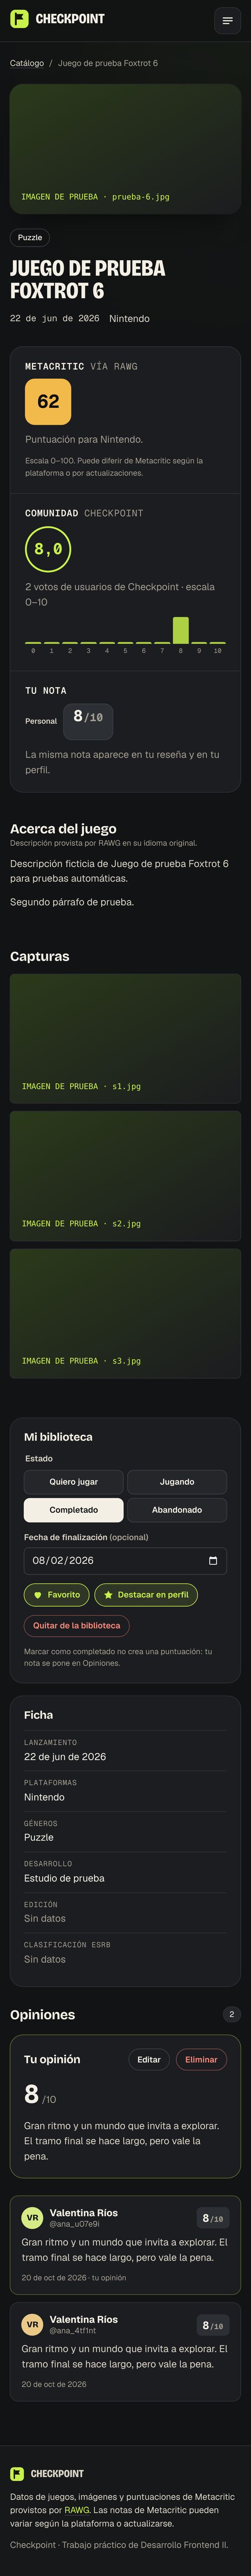 CHECKPOINT
Catálogo / Juego de prueba Foxtrot 6
IMAGEN DE PRUEBA · prueba-6.jpg
Puzzle
JUEGO DE PRUEBA
FOXTROT 6
22 de jun de 2026 Nintendo
METACRITIC VÍA RAWG
62
Puntuación para Nintendo.
Escala 0–100. Puede diferir de Metacritic según la
plataforma o por actualizaciones.
COMUNIDAD CHECKPOINT
8,0
2 votos de usuarios de Checkpoint · escala
0–10
0 1 2 3 4 5 6 7 8 9 10
TU NOTA
Personal 8/10
La misma nota aparece en tu reseña y en tu
perfil.
Acerca del juego
Descripción provista por RAWG en su idioma original.
Descripción ficticia de Juego de prueba Foxtrot 6
para pruebas automáticas.
Segundo párrafo de prueba.
Capturas
IMAGEN DE PRUEBA · s1.jpg
IMAGEN DE PRUEBA · s2.jpg
IMAGEN DE PRUEBA · s3.jpg
Mi biblioteca
Estado
Quiero jugar Jugando
Completado Abandonado
Fecha de finalización (opcional)
08/02/2026
Favorito Destacar en perfil
Quitar de la biblioteca
Marcar como completado no crea una puntuación: tu
nota se pone en Opiniones.
Ficha
LANZAMIENTO
22 de jun de 2026
PLATAFORMAS
Nintendo
GÉNEROS
Puzzle
DESARROLLO
Estudio de prueba
EDICIÓN
Sin datos
CLASIFICACIÓN ESRB
Sin datos
Opiniones 2
Tu opinión Editar Eliminar
8 /10
Gran ritmo y un mundo que invita a explorar.
El tramo final se hace largo, pero vale la
pena.
VR Valentina Ríos 8/10
@ana_u07e9i
Gran ritmo y un mundo que invita a explorar. El
tramo final se hace largo, pero vale la pena.
20 de oct de 2026 · tu opinión
VR Valentina Ríos 8/10
@ana_4tf1nt
Gran ritmo y un mundo que invita a explorar. El
tramo final se hace largo, pero vale la pena.
20 de oct de 2026
CHECKPOINT
Datos de juegos, imágenes y puntuaciones de Metacritic
provistos por RAWG. Las notas de Metacritic pueden
variar según la plataforma o actualizarse.
Checkpoint · Trabajo práctico de Desarrollo Frontend II.